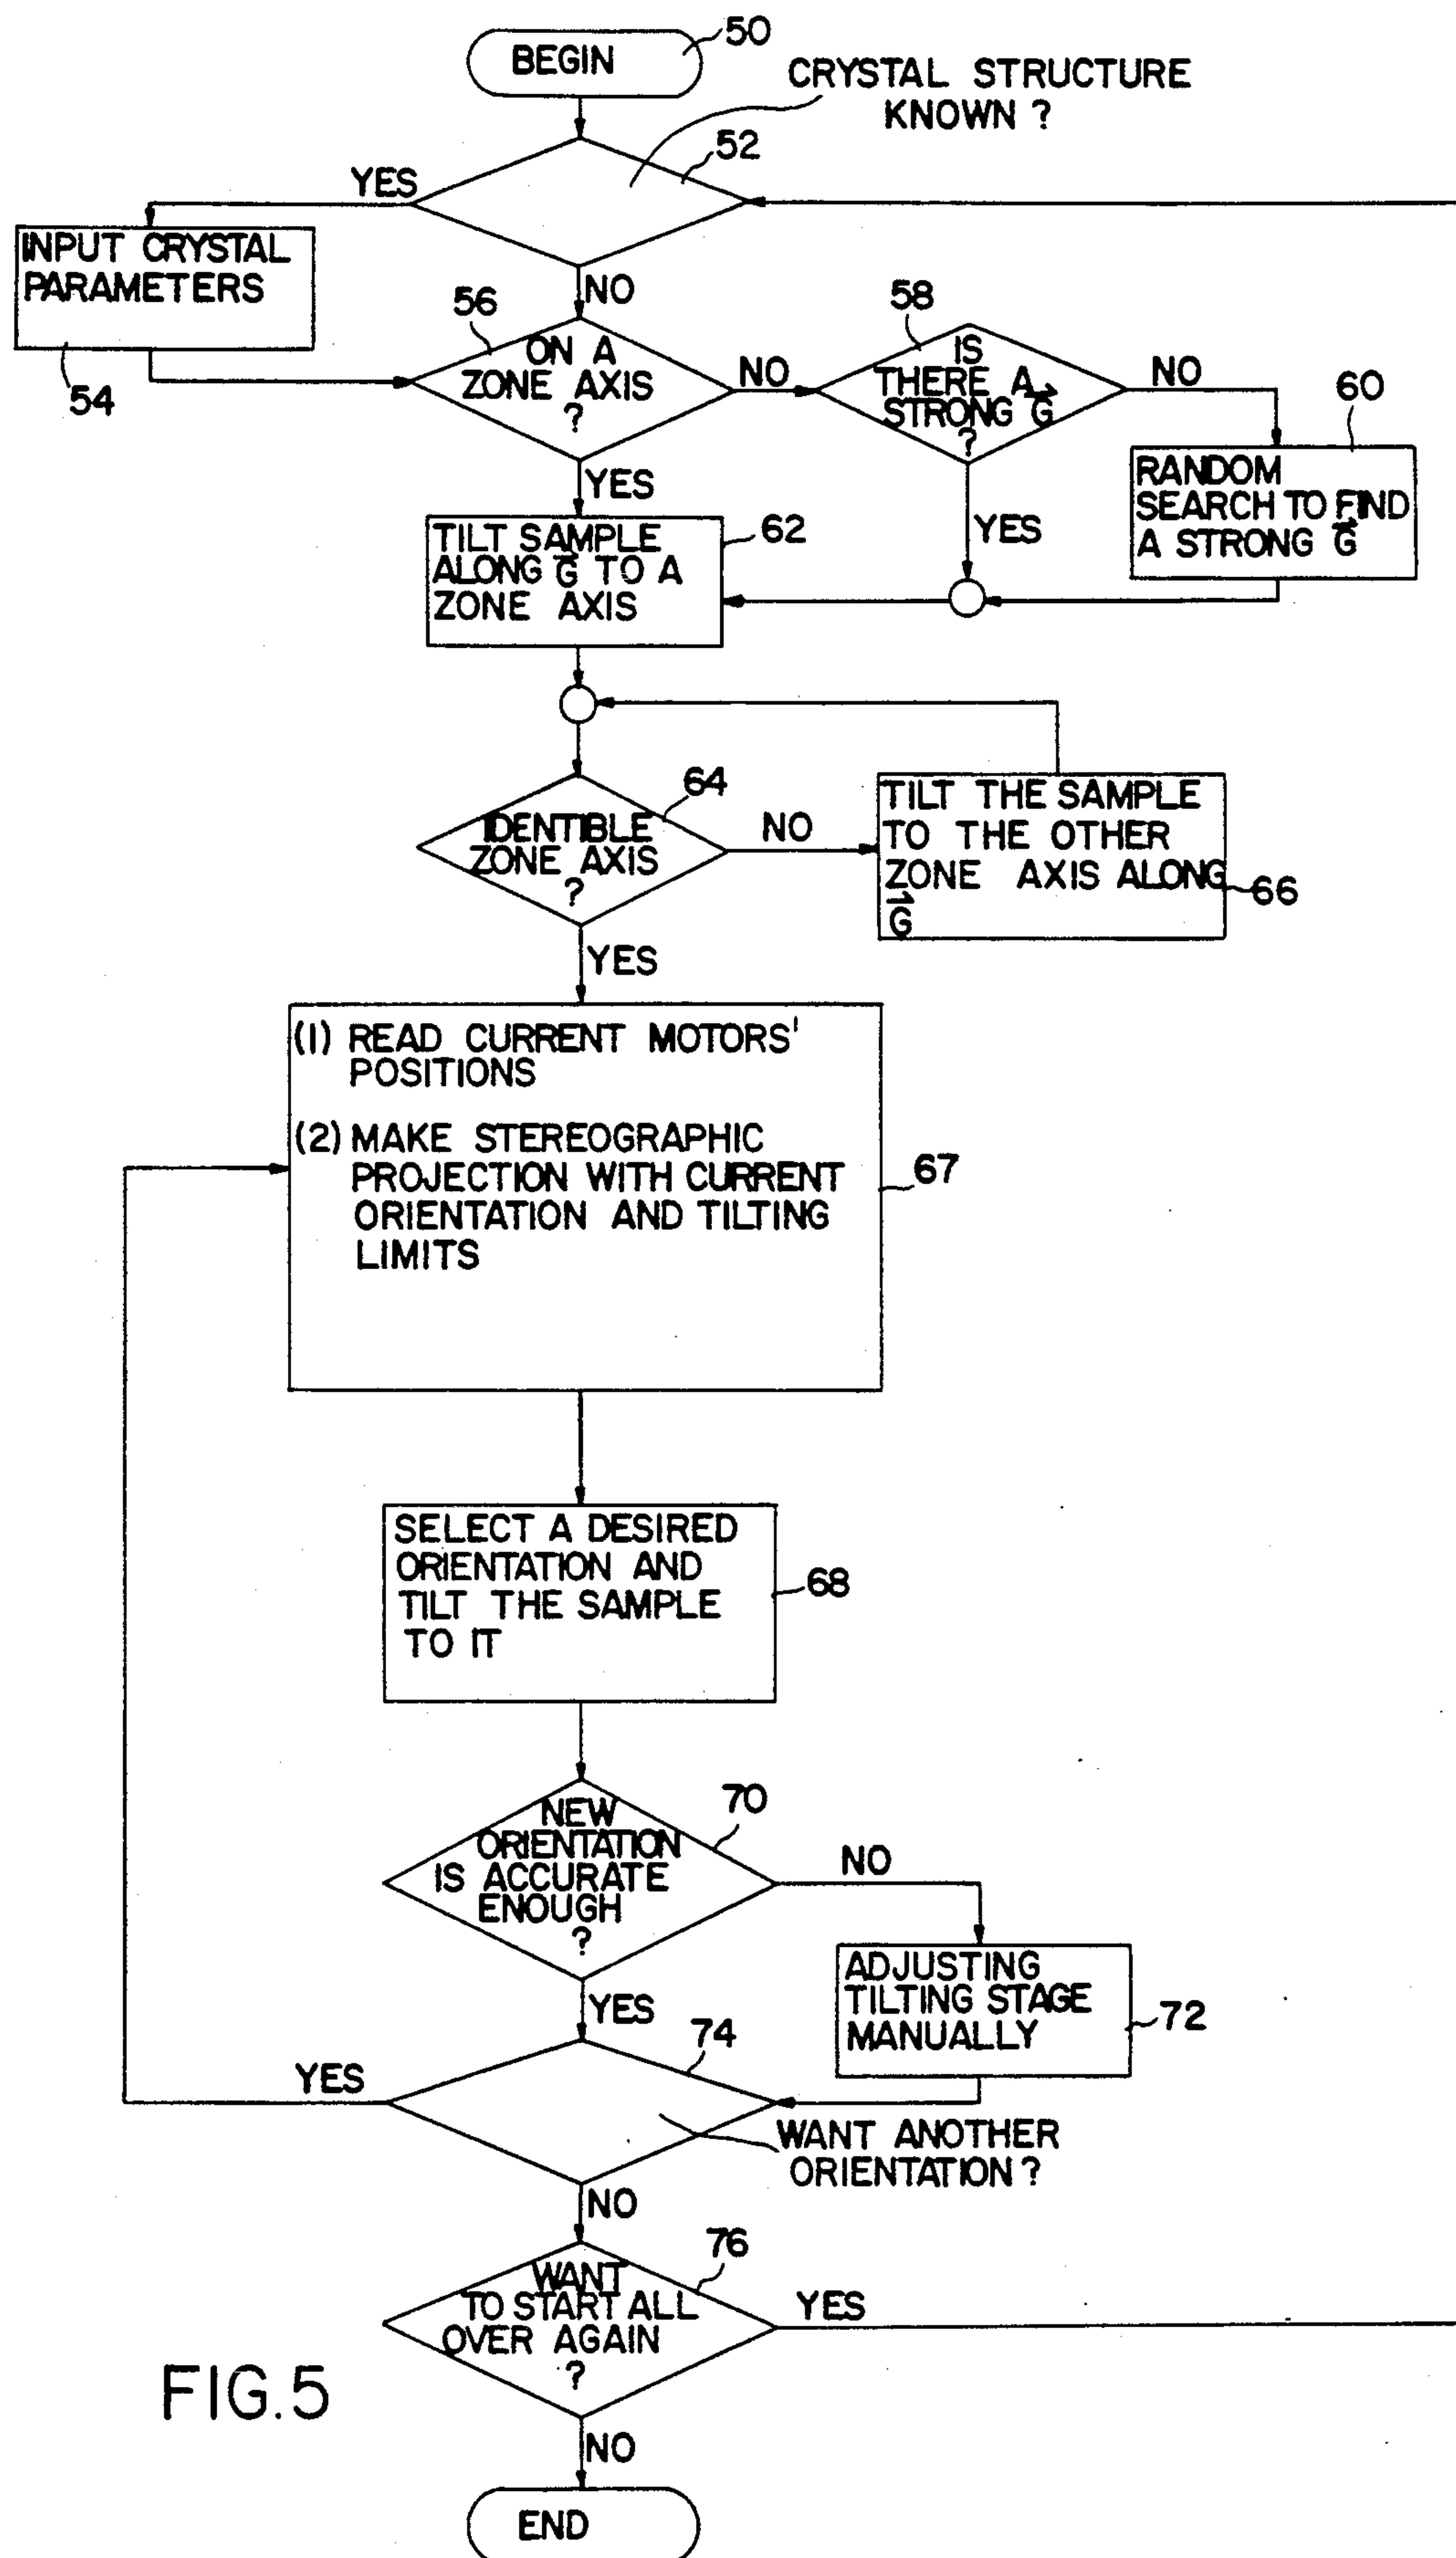 BEGIN
50
CRYSTAL STRUCTURE
KNOWN ?
52
YES
INPUT CRYSTAL
PARAMETERS
54
NO
56
ON A
ZONE AXIS
?
NO
58
IS
THERE A
STRONG G⃗
?
NO
60
RANDOM
SEARCH TO FIND
A STRONG G⃗
YES
YES
62
TILT SAMPLE
ALONG G⃗ TO A
ZONE AXIS
64
IDENTIBLE
ZONE AXIS
?
NO
TILT THE SAMPLE
TO THE OTHER
ZONE AXIS ALONG
G⃗
66
YES
(1) READ CURRENT MOTORS'
POSITIONS
(2) MAKE STEREOGRAPHIC
PROJECTION WITH CURRENT
ORIENTATION AND TILTING
LIMITS
67
SELECT A DESIRED
ORIENTATION AND
TILT THE SAMPLE
TO IT
68
70
NEW
ORIENTATION
IS ACCURATE
ENOUGH
?
NO
ADJUSTING
TILTING STAGE
MANUALLY
72
YES
74
YES
WANT ANOTHER
ORIENTATION ?
NO
76
WANT
TO START ALL
OVER AGAIN
?
YES
FIG. 5
NO
END